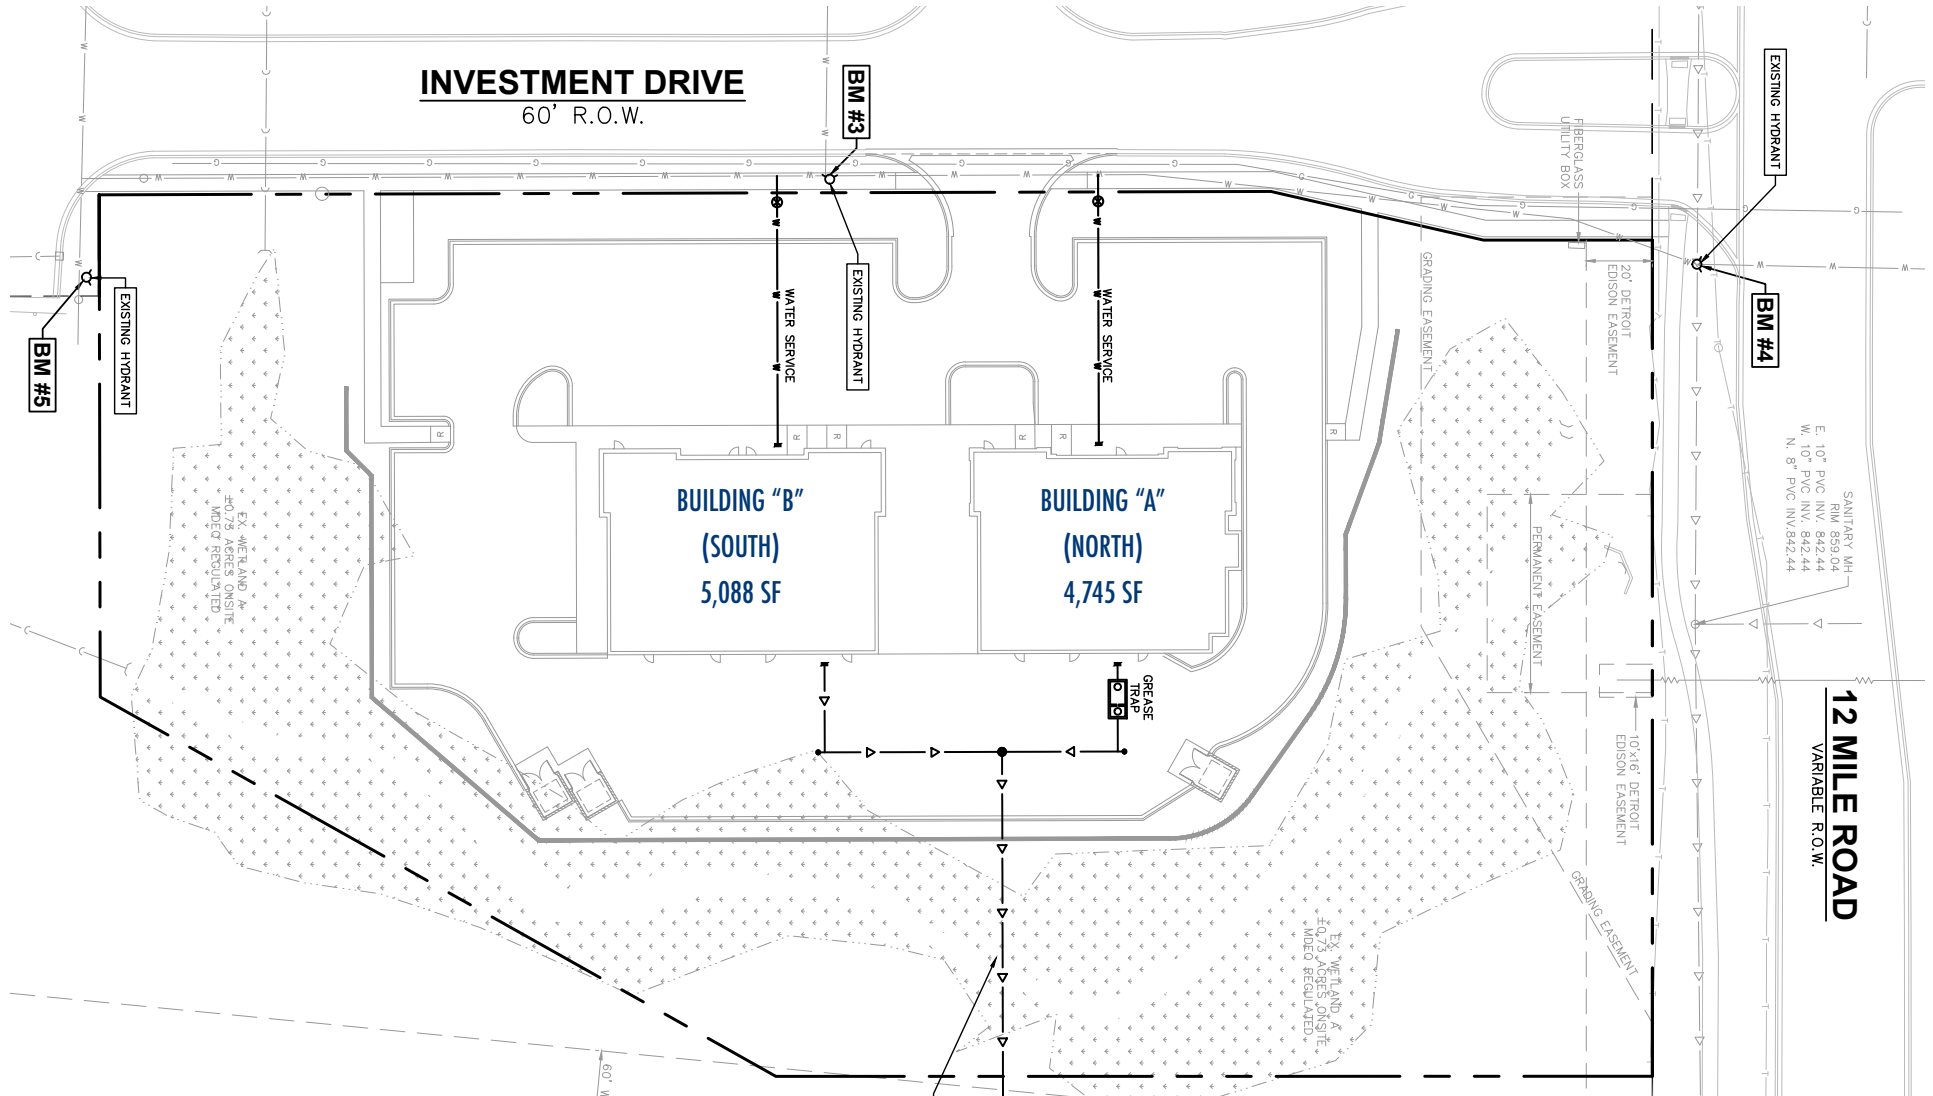 INVESTMENT DRIVE
60' R.O.W.
BM #3
EXISTING HYDRANT
EXISTING HYDRANT
BM #4
EXISTING HYDRANT
BM #5
FIBERGLASS
UTILITY BOX
20' DETROIT
EDISON EASEMENT
GRADING EASEMENT
WATER SERVICE
WATER SERVICE
SANITARY MH
RIM 859.04
E. 10" PVC INV. 842.44
W. 10" PVC INV. 842.44
N. 8" PVC INV.842.44
BUILDING “B”
(SOUTH)
5,088 SF
BUILDING “A”
(NORTH)
4,745 SF
EX. WETLAND A
±0.73 ACRES ONSITE
MDEQ REGULATED
PERMANENT EASEMENT
GREASE
TRAP
10'x16' DETROIT
EDISON EASEMENT
12 MILE ROAD
VARIABLE R.O.W.
GRADING EASEMENT
EX. WETLAND A
±0.73 ACRES ONSITE
MDEQ REGULATED
60' W
R
R
R
R
R
R